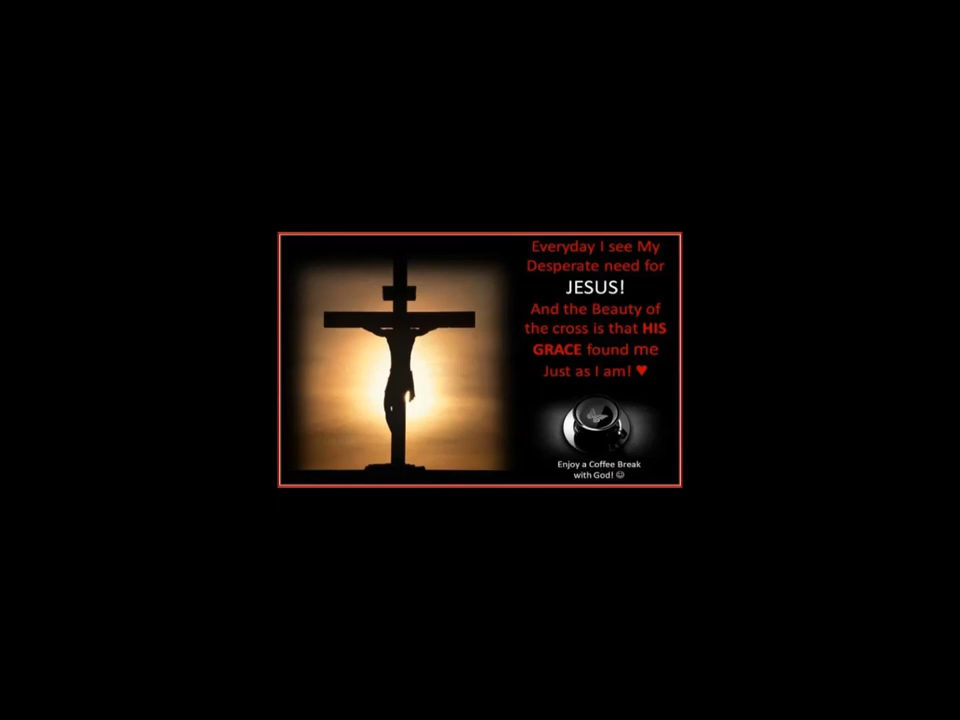 Everyday I see My
Desperate need for
JESUS!
And the Beauty of
the cross is that HIS
GRACE found me
Just as I am! ♥
Enjoy a Coffee Break
with God! ☺